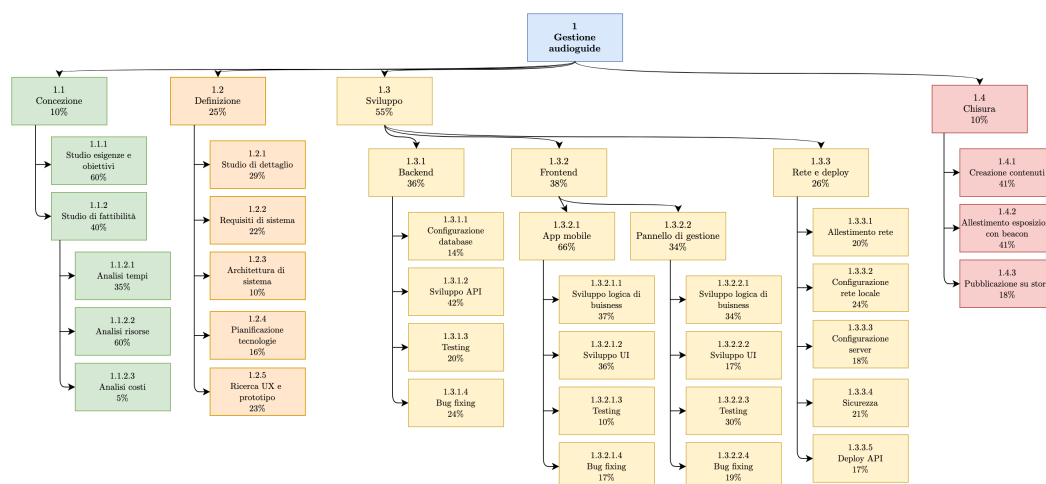 1
Gestione
audioguide
1.1
Concezione
10%
1.2
Definizione
25%
1.3
Sviluppo
55%
1.4
Chisura
10%
1.1.1
Studio esigenze e
obiettivi
60%
1.1.2
Studio di fattibilità
40%
1.1.2.1
Analisi tempi
35%
1.1.2.2
Analisi risorse
60%
1.1.2.3
Analisi costi
5%
1.2.1
Studio di dettaglio
29%
1.2.2
Requisiti di sistema
22%
1.2.3
Architettura di
sistema
10%
1.2.4
Pianificazione
tecnologie
16%
1.2.5
Ricerca UX e
prototipo
23%
1.3.1
Backend
36%
1.3.1.1
Configurazione
database
14%
1.3.1.2
Sviluppo API
42%
1.3.1.3
Testing
20%
1.3.1.4
Bug fixing
24%
1.3.2
Frontend
38%
1.3.2.1
App mobile
66%
1.3.2.1.1
Sviluppo logica di
buisness
37%
1.3.2.1.2
Sviluppo UI
36%
1.3.2.1.3
Testing
10%
1.3.2.1.4
Bug fixing
17%
1.3.2.2
Pannello di gestione
34%
1.3.2.2.1
Sviluppo logica di
buisness
34%
1.3.2.2.2
Sviluppo UI
17%
1.3.2.2.3
Testing
30%
1.3.2.2.4
Bug fixing
19%
1.3.3
Rete e deploy
26%
1.3.3.1
Allestimento rete
20%
1.3.3.2
Configurazione
rete locale
24%
1.3.3.3
Configurazione
server
18%
1.3.3.4
Sicurezza
21%
1.3.3.5
Deploy API
17%
1.4.1
Creazione contenuti
41%
1.4.2
Allestimento esposizio
con beacon
41%
1.4.3
Pubblicazione su stor
18%